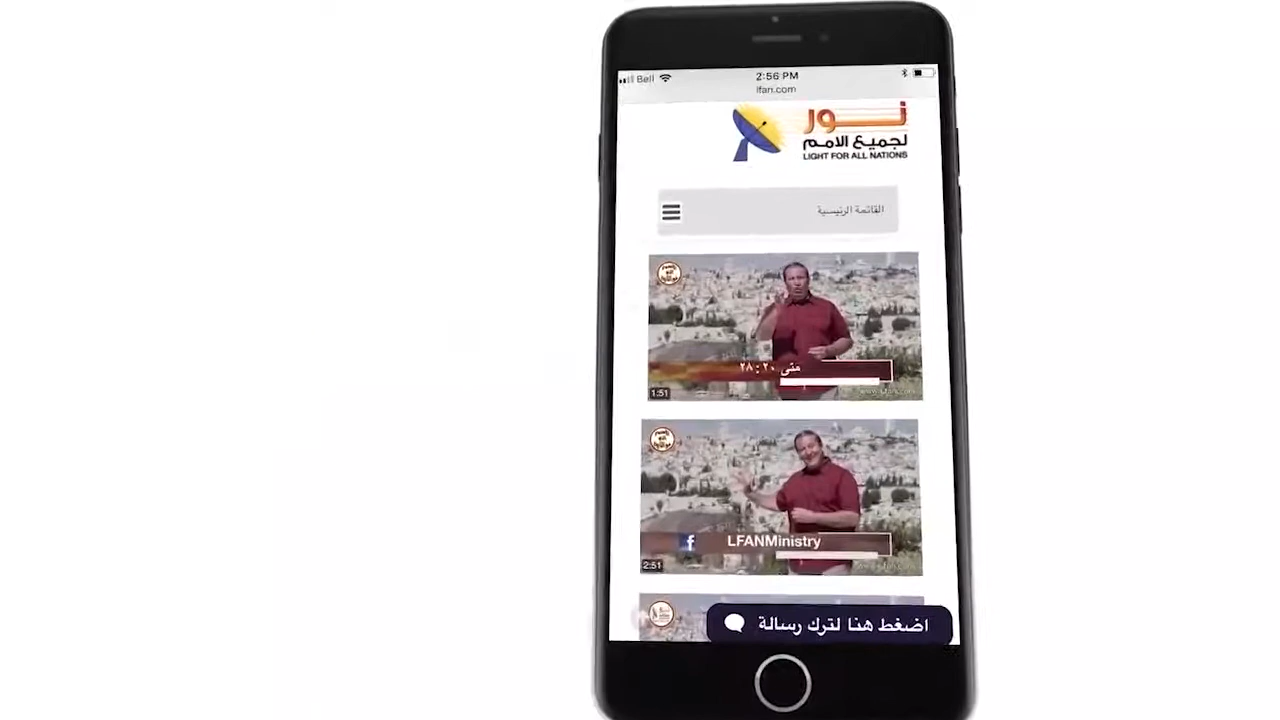 Bell
2:56 PM
lfan.com
نور
لجميع الامم
LIGHT FOR ALL NATIONS
القائمة الرئيسية
متى ٢٠ : ٢٨
1:51
LFANMinistry
2:51
اضغط هنا لترك رسالة